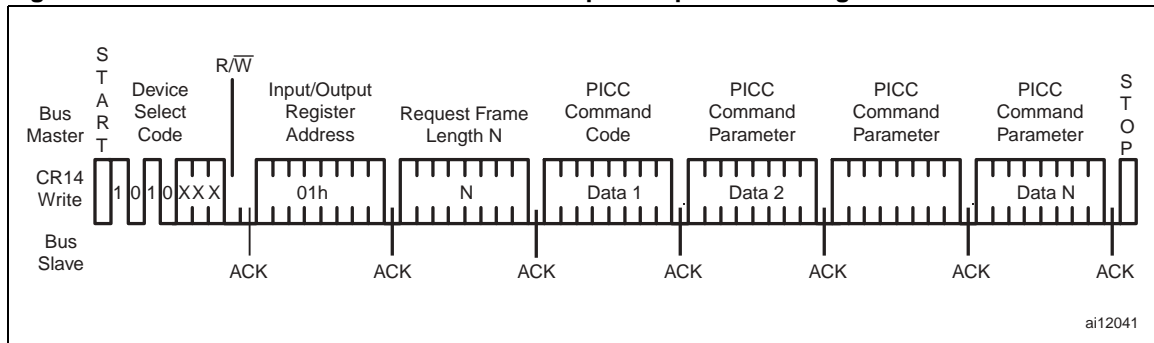 START
Device
Select
Code
R/W
Input/Output
Register
Address
Request Frame
Length N
PICC
Command
Code
PICC
Command
Parameter
PICC
Command
Parameter
PICC
Command
Parameter
STOP
Bus
Master
CR14
Write
1 0 1 0 X X X
01h
N
Data 1
Data 2
Data N
Bus
Slave
ACK ACK ACK ACK ACK ACK ACK
ai12041